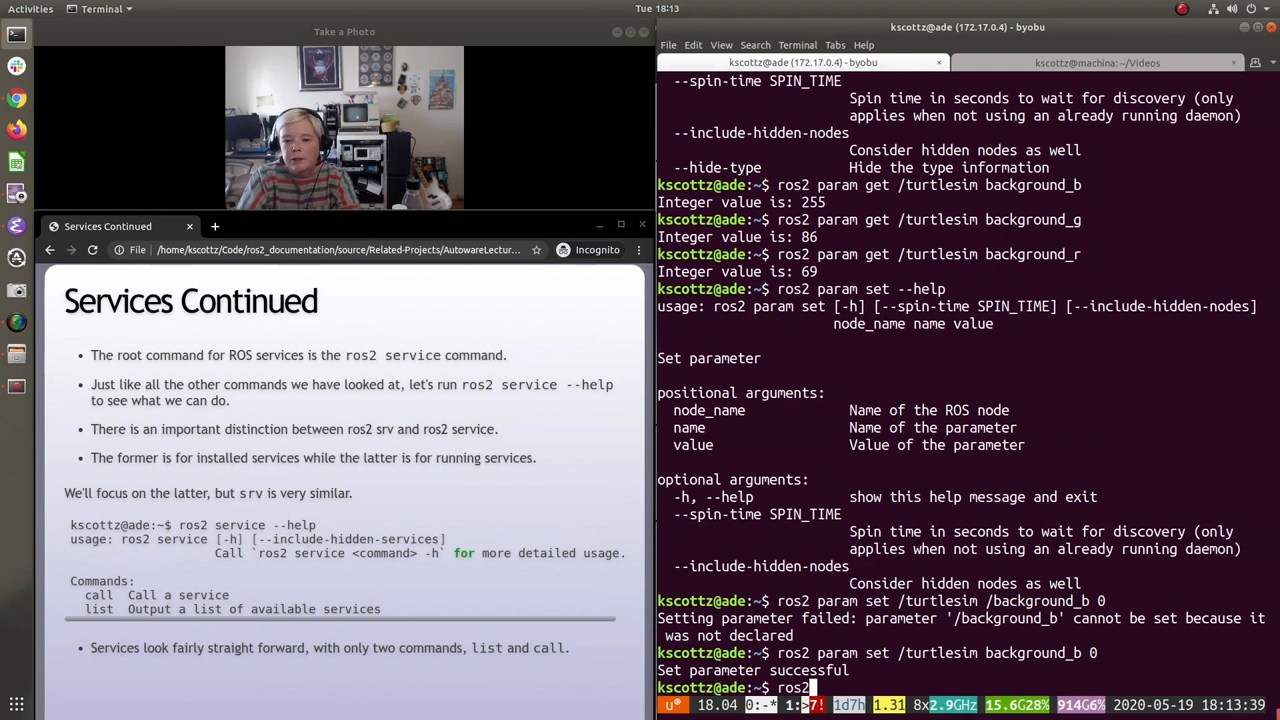 Activities
Terminal
Tue 18:13
Take a Photo
kscottz@ade (172.17.0.4) - byobu
File Edit View Search Terminal Tabs Help
kscottz@ade (172.17.0.4) - byobu
kscottz@machina: ~/Videos
Services Continued
File
/home/kscottz/Code/ros2_documentation/source/Related-Projects/AutowareLectur...
Incognito
Services Continued
• The root command for ROS services is the ros2 service command.
• Just like all the other commands we have looked at, let's run ros2 service --help
to see what we can do.
• There is an important distinction between ros2 srv and ros2 service.
• The former is for installed services while the latter is for running services.
We'll focus on the latter, but srv is very similar.
kscottz@ade:~$ ros2 service --help
usage: ros2 service [-h] [--include-hidden-services]
Call `ros2 service <command> -h` for more detailed usage.
Commands:
call Call a service
list Output a list of available services
• Services look fairly straight forward, with only two commands, list and call.
--spin-time SPIN_TIME
Spin time in seconds to wait for discovery (only
applies when not using an already running daemon)
--include-hidden-nodes
Consider hidden nodes as well
--hide-type Hide the type information
kscottz@ade:~$ ros2 param get /turtlesim background_b
Integer value is: 255
kscottz@ade:~$ ros2 param get /turtlesim background_g
Integer value is: 86
kscottz@ade:~$ ros2 param get /turtlesim background_r
Integer value is: 69
kscottz@ade:~$ ros2 param set --help
usage: ros2 param set [-h] [--spin-time SPIN_TIME] [--include-hidden-nodes]
node_name name value
Set parameter
positional arguments:
node_name Name of the ROS node
name Name of the parameter
value Value of the parameter
optional arguments:
-h, --help show this help message and exit
--spin-time SPIN_TIME
Spin time in seconds to wait for discovery (only
applies when not using an already running daemon)
--include-hidden-nodes
Consider hidden nodes as well
kscottz@ade:~$ ros2 param set /turtlesim /background_b 0
Setting parameter failed: parameter '/background_b' cannot be set because it
was not declared
kscottz@ade:~$ ros2 param set /turtlesim background_b 0
Set parameter successful
kscottz@ade:~$ ros2
u 18.04 0:-* 1:>7! 1d7h 1.31 8x2.9GHz 15.6G28% 914G6% 2020-05-19 18:13:39